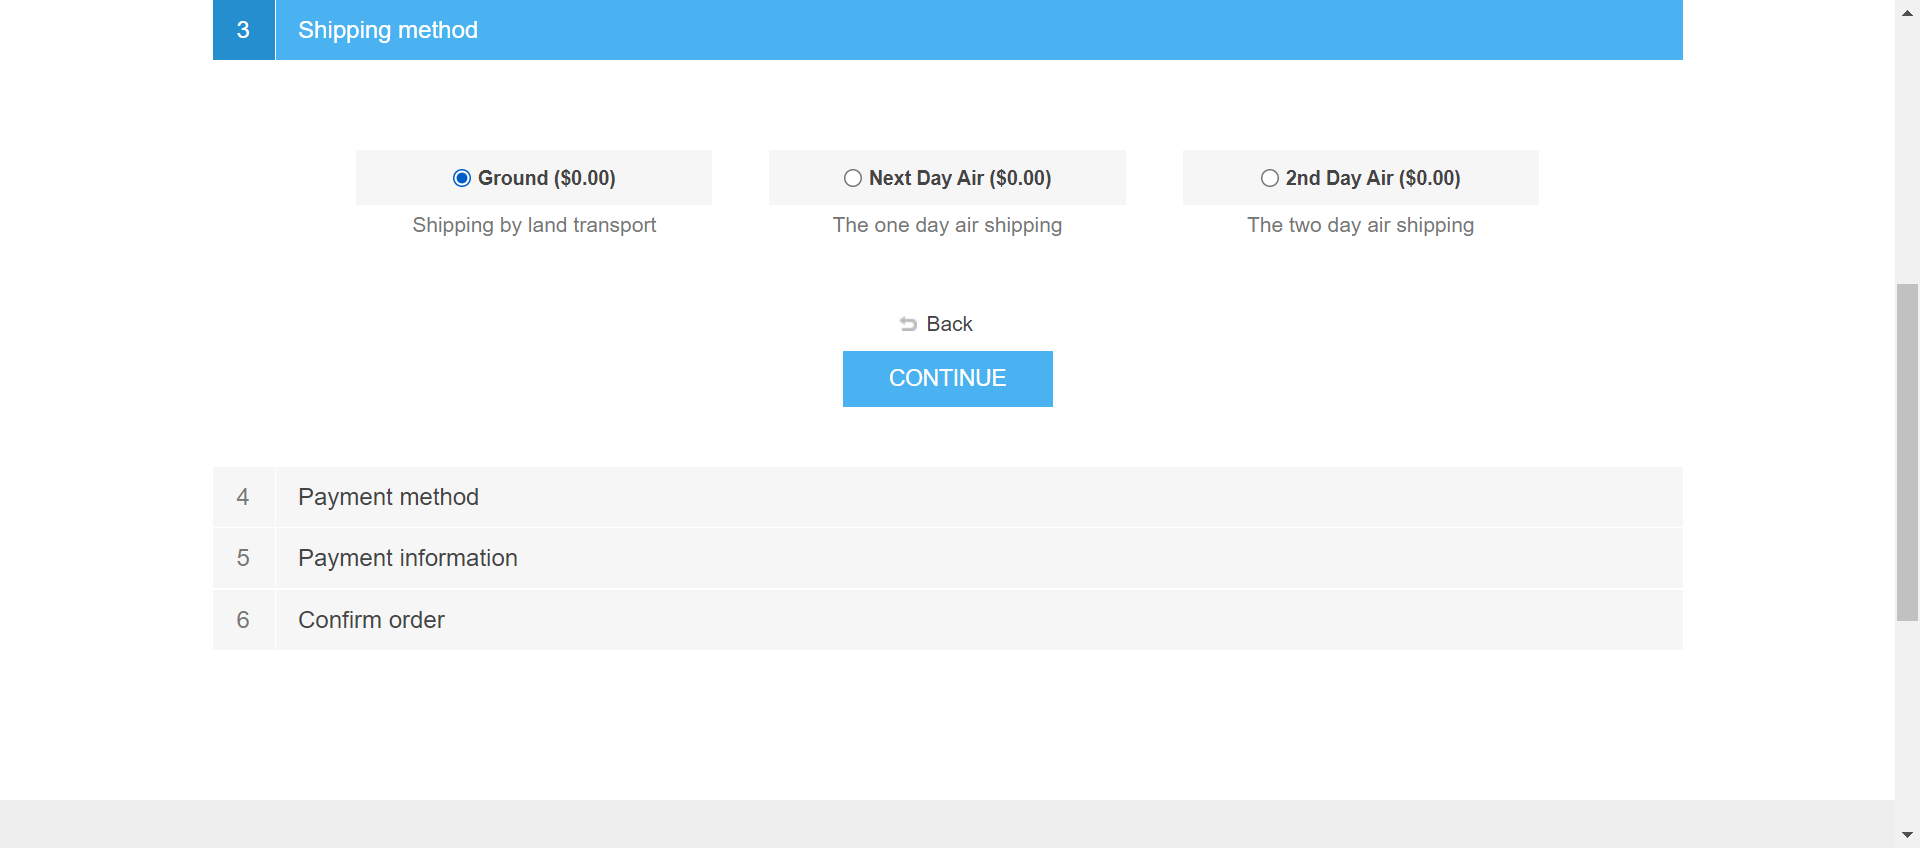 3 Shipping method
Ground ($0.00) Next Day Air ($0.00) 2nd Day Air ($0.00)
Shipping by land transport The one day air shipping The two day air shipping
Back
CONTINUE
4 Payment method
5 Payment information
6 Confirm order